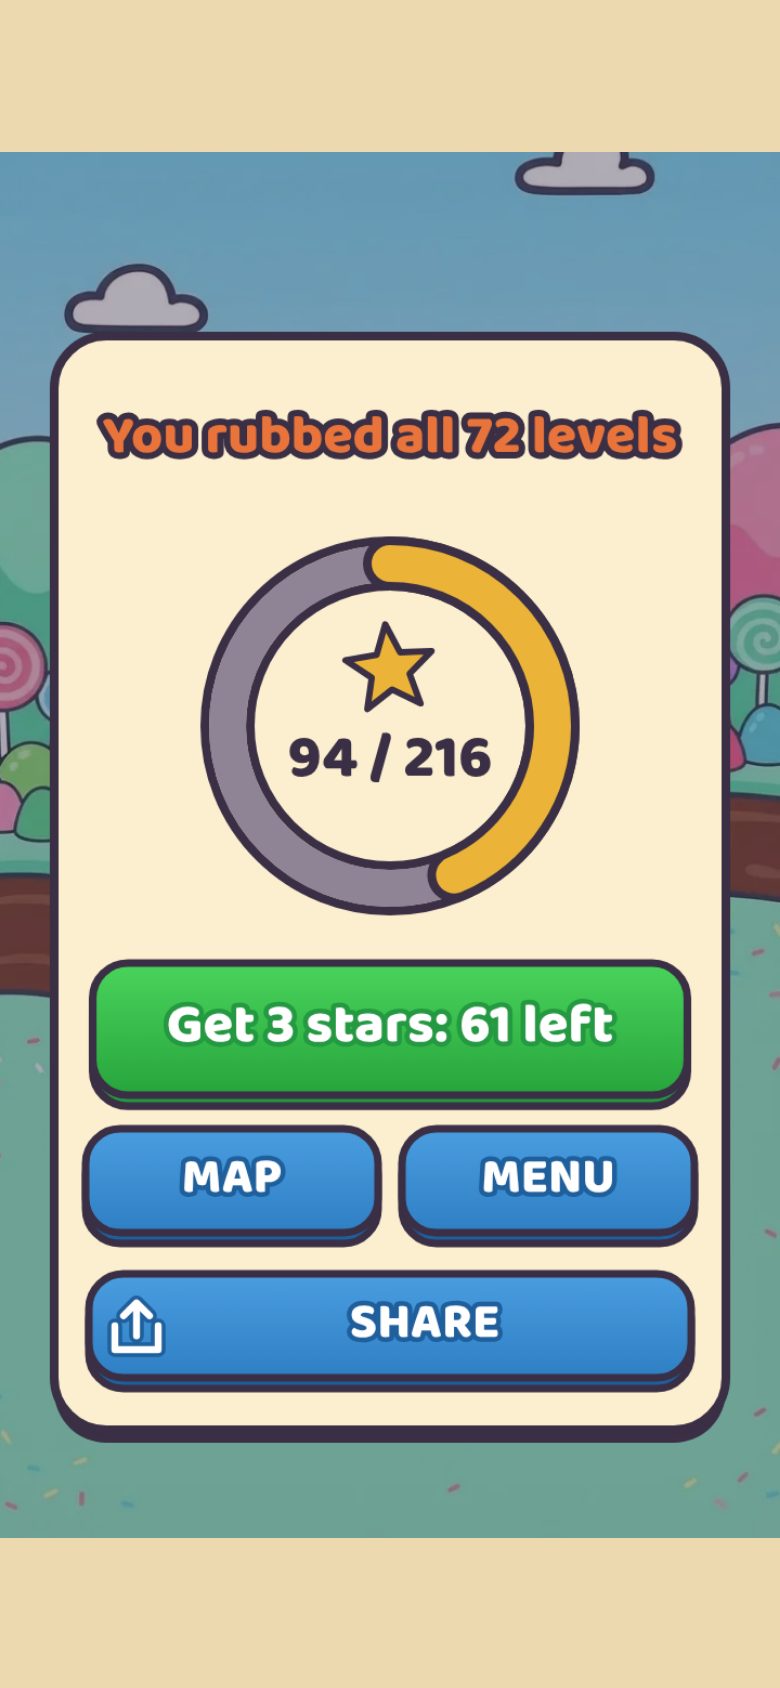 You rubbed all 72 levels
94 / 216
Get 3 stars: 61 left
MAP
MENU
SHARE